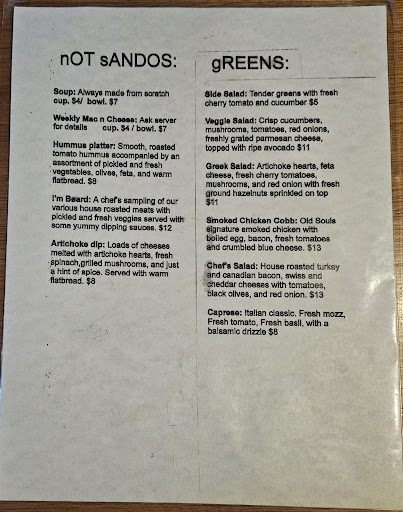 nOT sANDOS:
Soup: Always made from scratch
cup. $4/ bowl. $7
Weekly Mac n Cheese: Ask server
for details cup. $4 / bowl. $7
Hummus platter: Smooth, roasted
tomato hummus accompanied by an
assortment of pickled and fresh
vegetables, olives, feta, and warm
flatbread. $8
I'm Board: A chef's sampling of our
various house roasted meats with
pickled and fresh veggies served with
some yummy dipping sauces. $12
Artichoke dip: Loads of cheeses
melted with artichoke hearts, fresh
spinach,grilled mushrooms, and just
a hint of spice. Served with warm
flatbread. $8
gREENS:
Side Salad: Tender greens with fresh
cherry tomato and cucumber $5
Veggie Salad: Crisp cucumbers,
mushrooms, tomatoes, red onions,
freshly grated parmesan cheese,
topped with ripe avocado $11
Greek Salad: Artichoke hearts, feta
cheese, fresh cherry tomatoes,
mushrooms, and red onion with fresh
ground hazelnuts sprinkled on top
$11
Smoked Chicken Cobb: Old Souls
signature smoked chicken with
boiled egg, bacon, fresh tomatoes
and crumbled blue cheese. $13
Chef's Salad: House roasted turkey
and canadian bacon, swiss and
cheddar cheeses with tomatoes,
black olives, and red onion. $13
Caprese: Italian classic. Fresh mozz,
Fresh tomato, Fresh basil, with a
balsamic drizzle $8